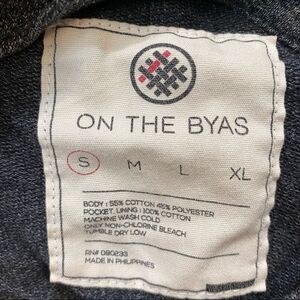 ON THE BYAS
S M L XL
BODY : 55% COTTON 45% POLYESTER
POCKET LINING : 100% COTTON
MACHINE WASH COLD
ONLY NON-CHLORINE BLEACH
TUMBLE DRY LOW
RN# 090233
MADE IN PHILIPPINES